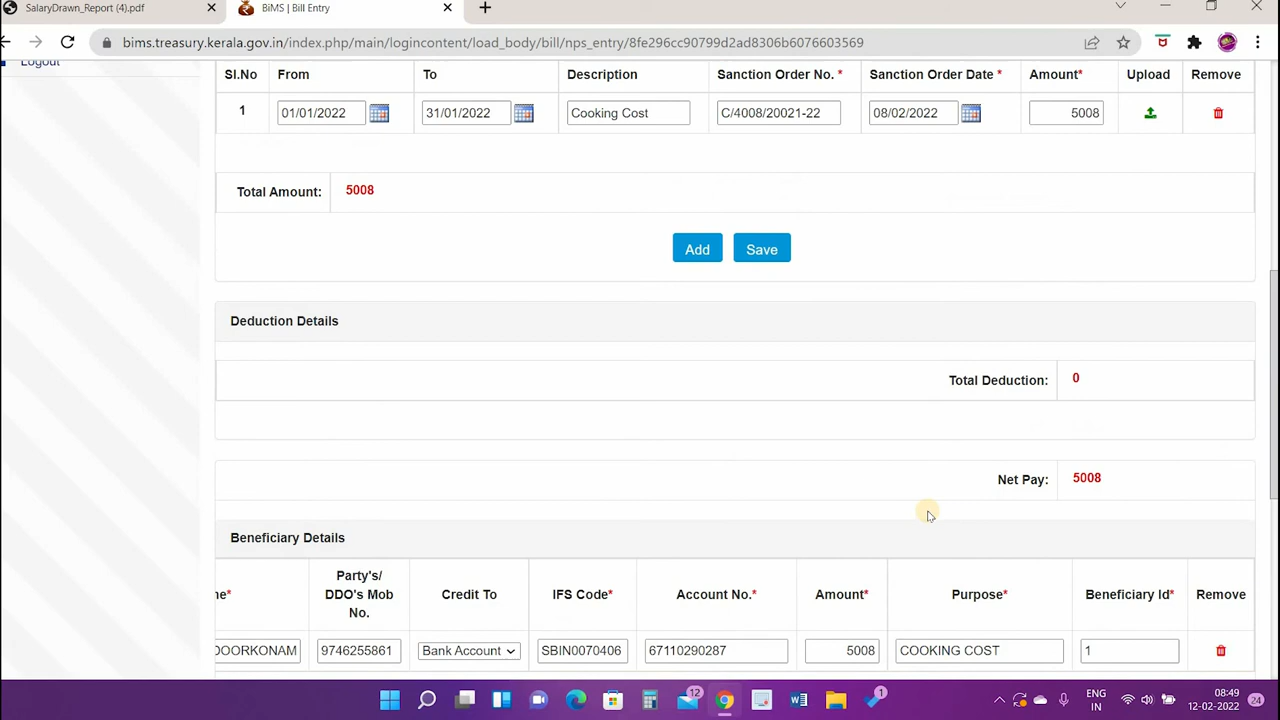 SalaryDrawn_Report (4).pdf
BiMS | Bill Entry
bims.treasury.kerala.gov.in/index.php/main/logincontent/load_body/bill/nps_entry/8fe296cc90799d2ad8306b6076603569
Logout
Sl.No From To Description Sanction Order No. * Sanction Order Date * Amount* Upload Remove
1 01/01/2022 31/01/2022 Cooking Cost C/4008/20021-22 08/02/2022 5008
Total Amount: 5008
Add Save
Deduction Details
Total Deduction: 0
Net Pay: 5008
Beneficiary Details
Party's/
DDO's Mob
No.
ne* Credit To IFS Code* Account No.* Amount* Purpose* Beneficiary Id* Remove
DOORKONAM 9746255861 Bank Account SBIN0070406 67110290287 5008 COOKING COST 1
12
1
ENG
IN
08:49
12-02-2022
24